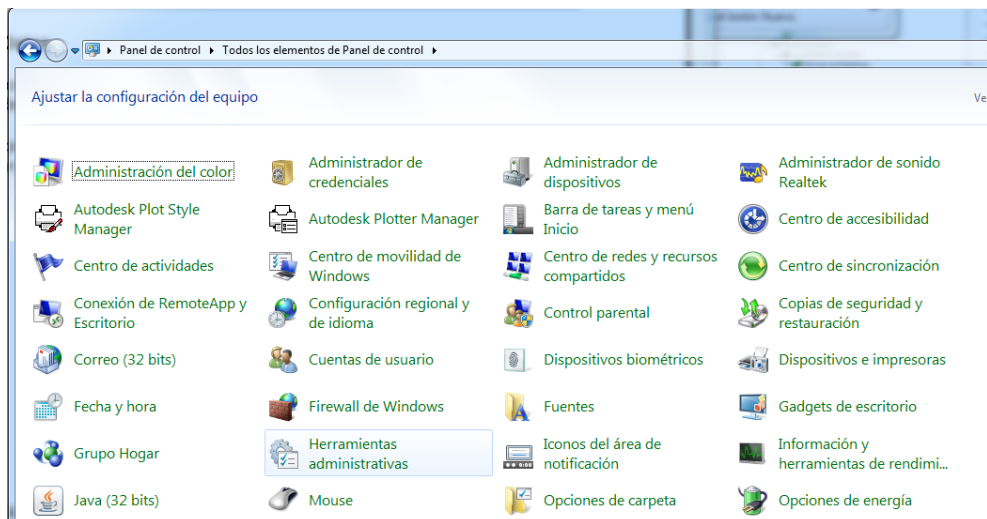 el botón Nuevo.
Panel de control Todos los elementos de Panel de control
Ajustar la configuración del equipo
Ve
Administración del color
Administrador de
credenciales
Administrador de
dispositivos
Administrador de sonido
Realtek
Autodesk Plot Style
Manager
Autodesk Plotter Manager
Barra de tareas y menú
Inicio
Centro de accesibilidad
Centro de actividades
Centro de movilidad de
Windows
Centro de redes y recursos
compartidos
Centro de sincronización
Conexión de RemoteApp y
Escritorio
Configuración regional y
de idioma
Control parental
Copias de seguridad y
restauración
Correo (32 bits)
Cuentas de usuario
Dispositivos biométricos
Dispositivos e impresoras
Fecha y hora
Firewall de Windows
Fuentes
Gadgets de escritorio
Grupo Hogar
Herramientas
administrativas
Iconos del área de
notificación
Información y
herramientas de rendimi...
Java (32 bits)
Mouse
Opciones de carpeta
Opciones de energía